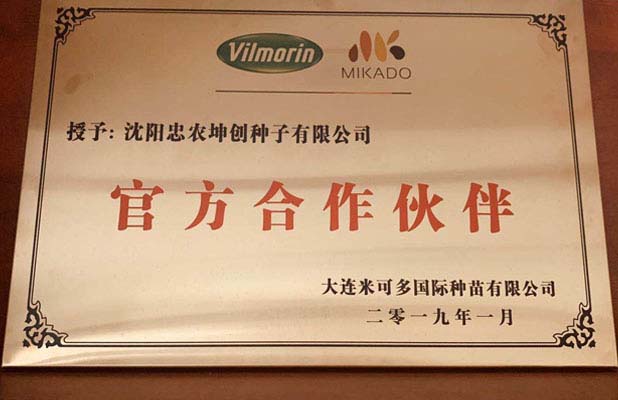 Vilmorin MIKADO
授予: 沈阳忠农坤创种子有限公司
官方合作伙伴
大连米可多国际种苗有限公司
二零一九年一月